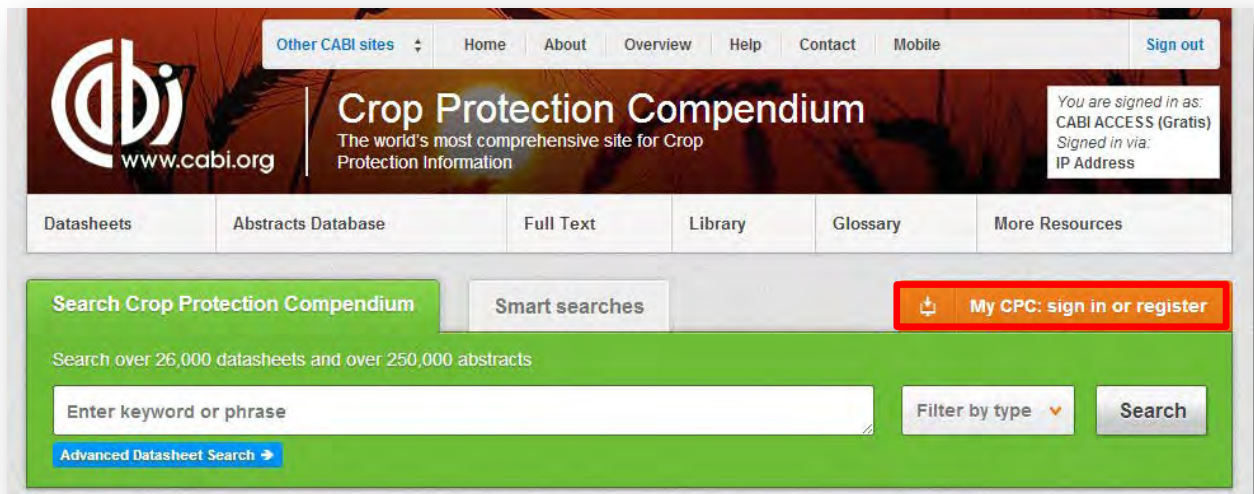 Other CABI sites Home About Overview Help Contact Mobile Sign out
cabi
www.cabi.org
Crop Protection Compendium
The world's most comprehensive site for Crop
Protection Information
You are signed in as:
CABI ACCESS (Gratis)
Signed in via:
IP Address
Datasheets Abstracts Database Full Text Library Glossary More Resources
Search Crop Protection Compendium Smart searches My CPC: sign in or register
Search over 26,000 datasheets and over 250,000 abstracts
Enter keyword or phrase Filter by type Search
Advanced Datasheet Search